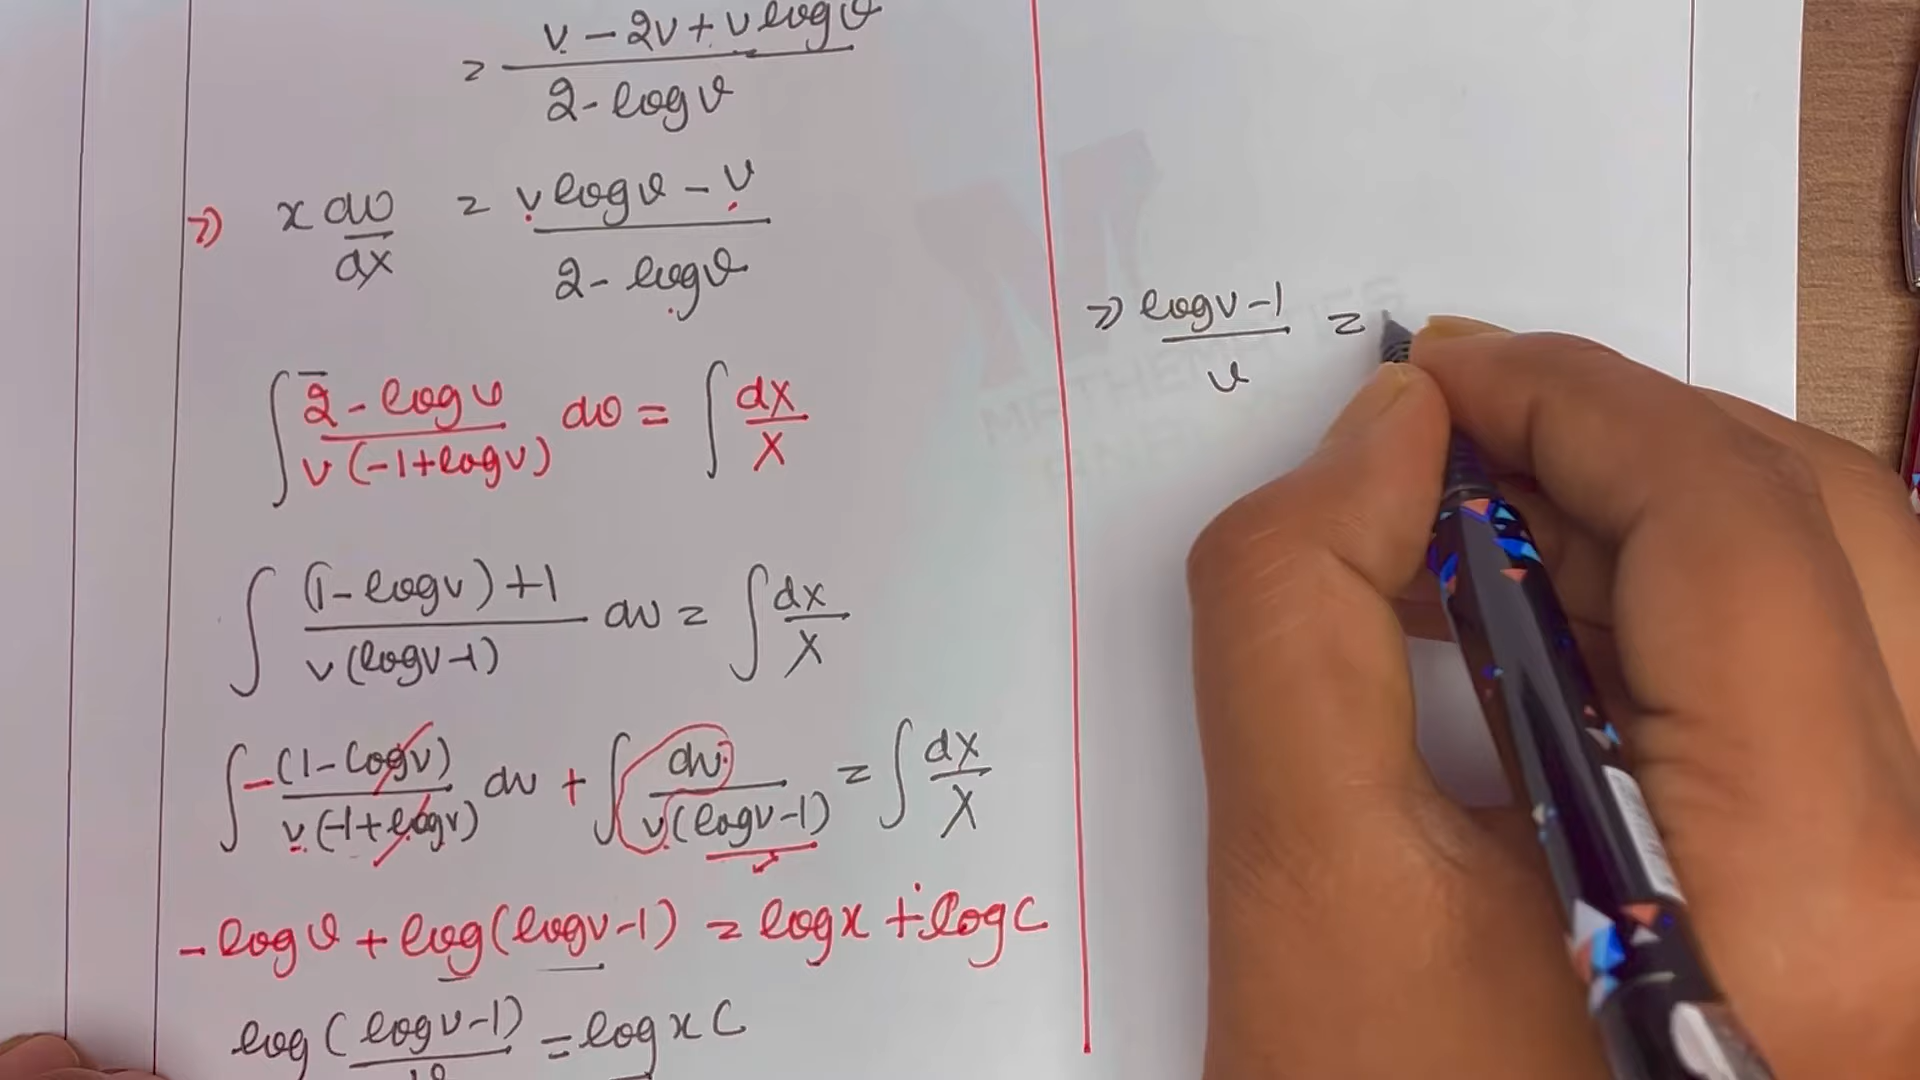 = (v - 2v + v log v)/(2 - log v)
⇒ x dv/dx = (v log v - v)/(2 - log v)
∫ (2 - log v)/(v(-1 + log v)) dv = ∫ dx/x
∫ ((1 - log v) + 1)/(v(log v - 1)) dv = ∫ dx/x
∫ -(1 - log v)/(v(-1 + log v)) dv + ∫ dv/(v(log v - 1)) = ∫ dx/x
- log v + log(log v - 1) = log x + log C
log((log v - 1)/v = log x C
⇒ (log v - 1)/v =